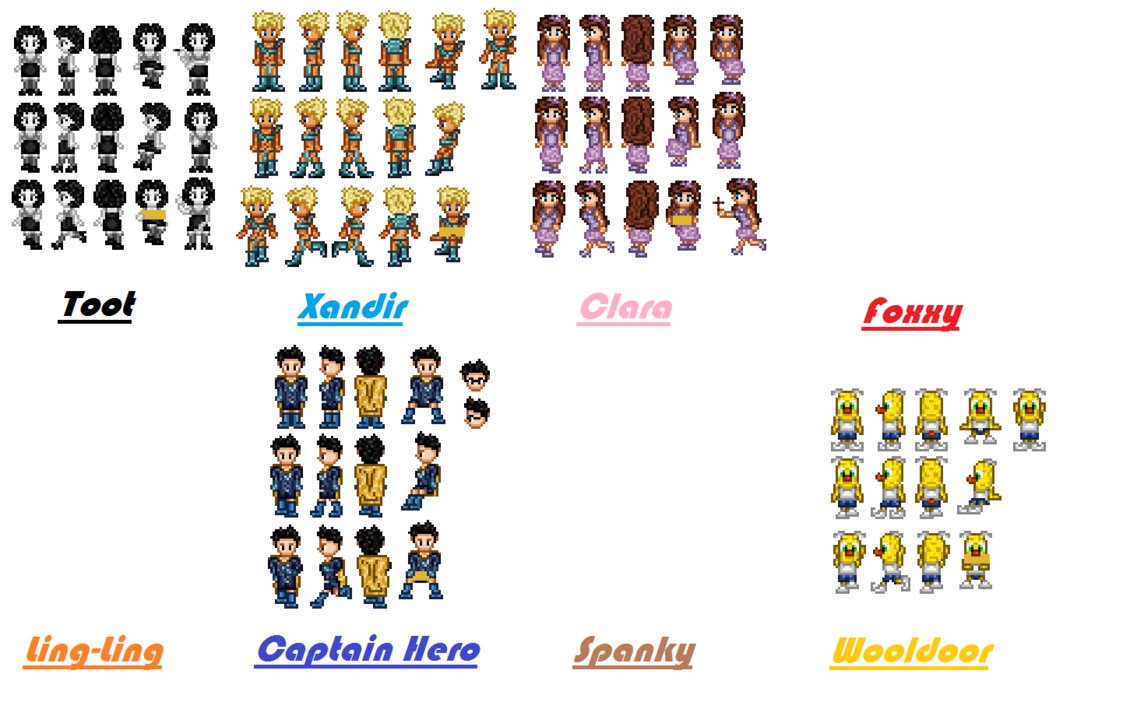 Toot
Xandir
Clara
Foxxy
Ling-Ling
Captain Hero
Spanky
Wooldoor